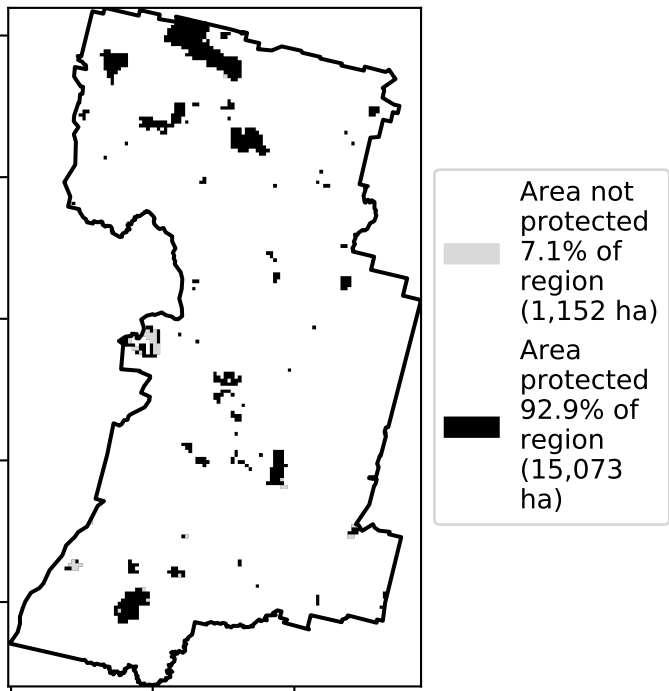 Area not
protected
7.1% of
region
(1,152 ha)
Area
protected
92.9% of
region
(15,073
ha)